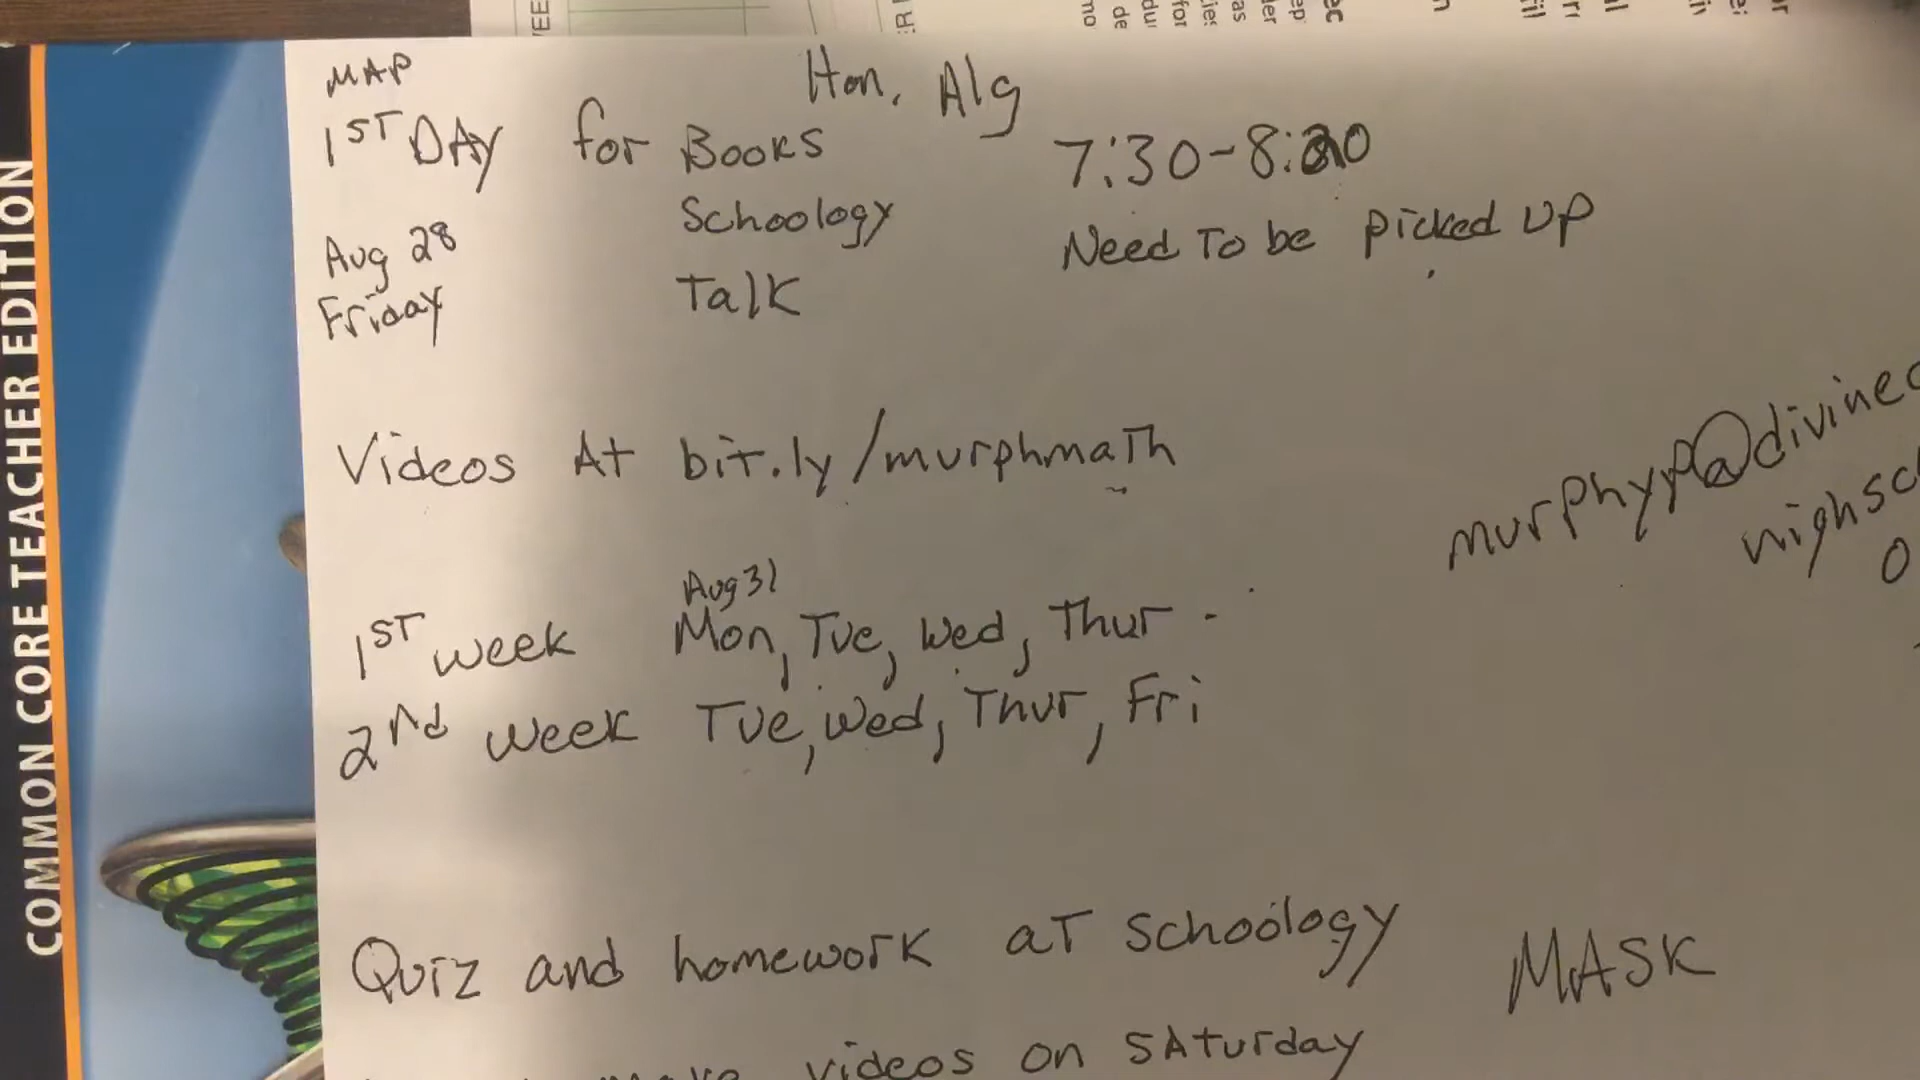 COMMON CORE TEACHER EDITION
MAP
Hon. Alg
1ST DAY for Books
7:30-8:20
Schoology
Need To be picked up
Aug 28
Friday
Talk
Videos At bit.ly/murphmath
murphyp@divine
highsc
Aug 31
1ST week Mon, Tue, Wed, Thur -
2nd week Tue, Wed, Thur, Fri
Quiz and homework at schoology
MASK
videos on Saturday